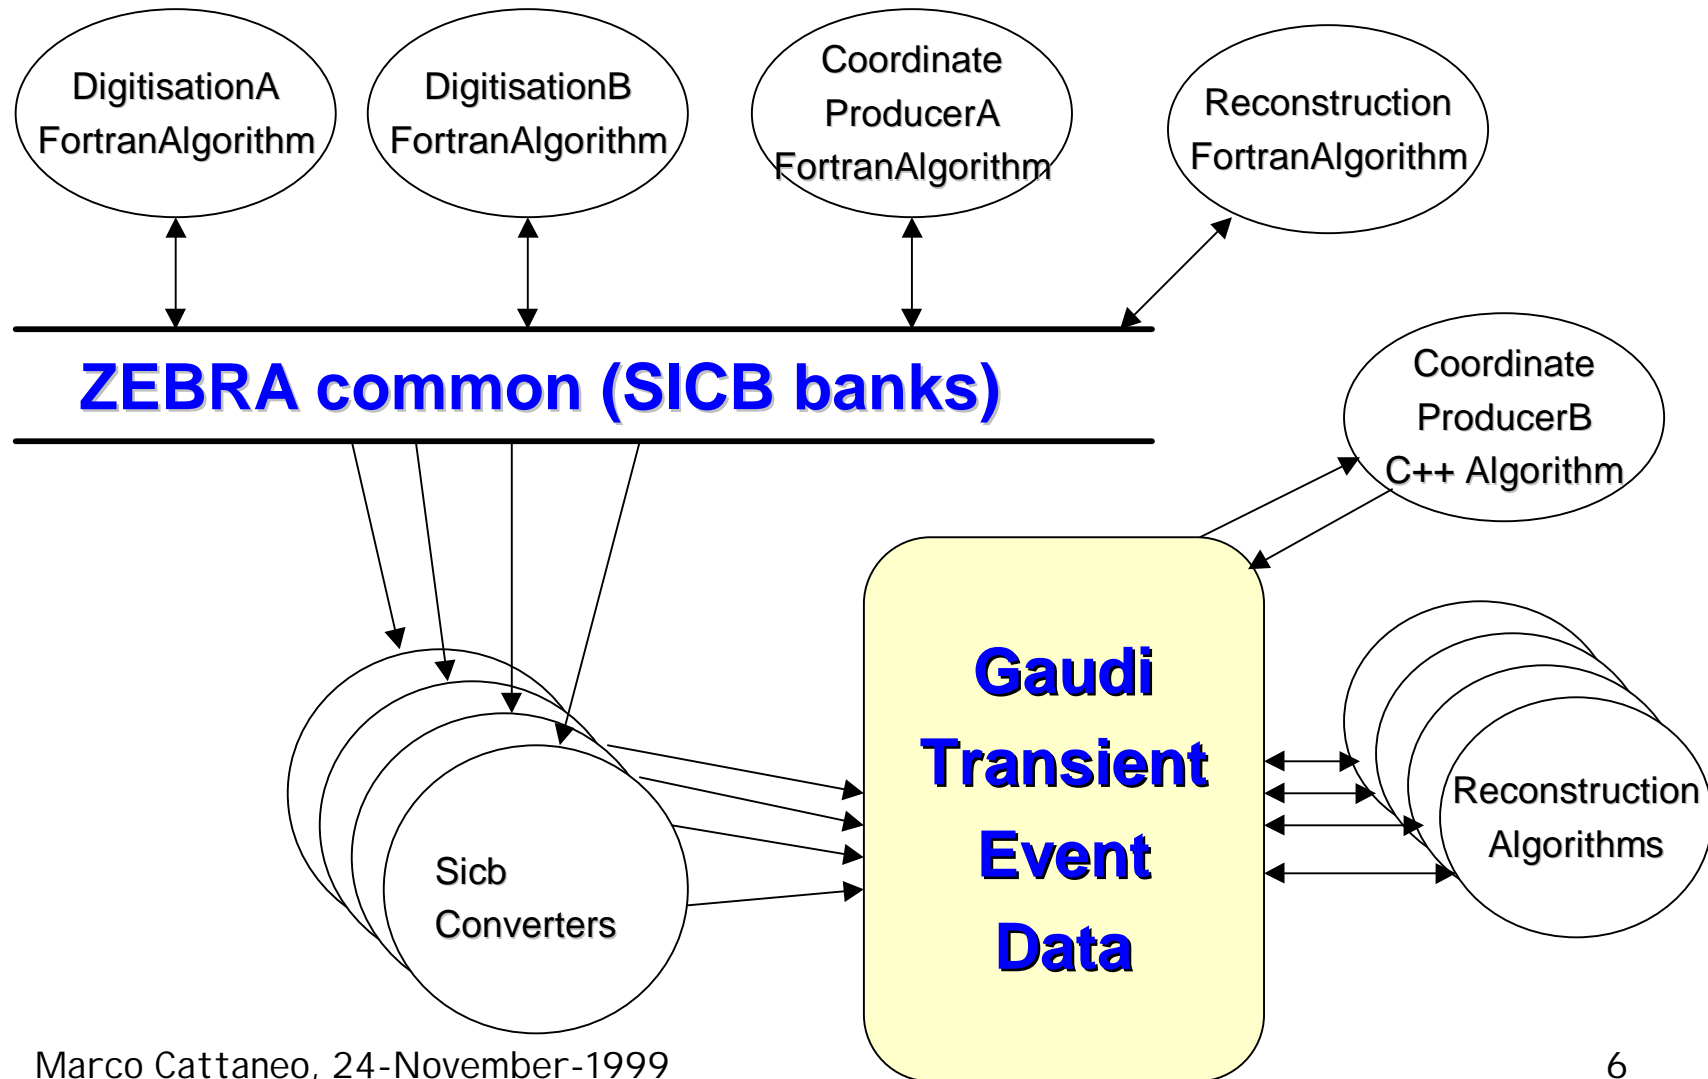 DigitisationA
FortranAlgorithm
DigitisationB
FortranAlgorithm
Coordinate
ProducerA
FortranAlgorithm
Reconstruction
FortranAlgorithm
ZEBRA common (SICB banks)
Coordinate
ProducerB
C++ Algorithm
Gaudi
Transient
Event
Data
Reconstruction
Algorithms
Sicb
Converters
Marco Cattaneo, 24-November-1999
6